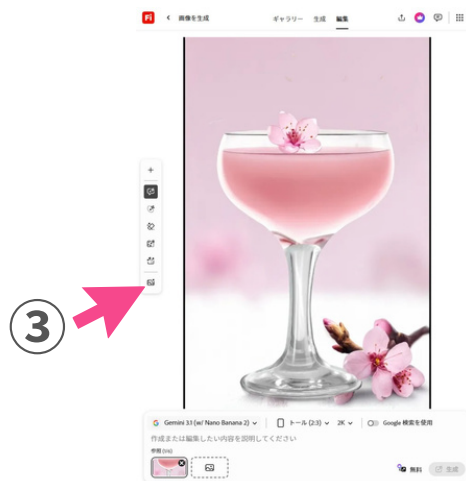 Fi
画像を生成
ギャラリー 生成 編集
③
Gemini 3.1 (w/ Nano Banana 2)
トール (2:3)
2K
Google 検索を使用
作成または編集したい内容を説明してください
参照 (1/6)
無料
生成